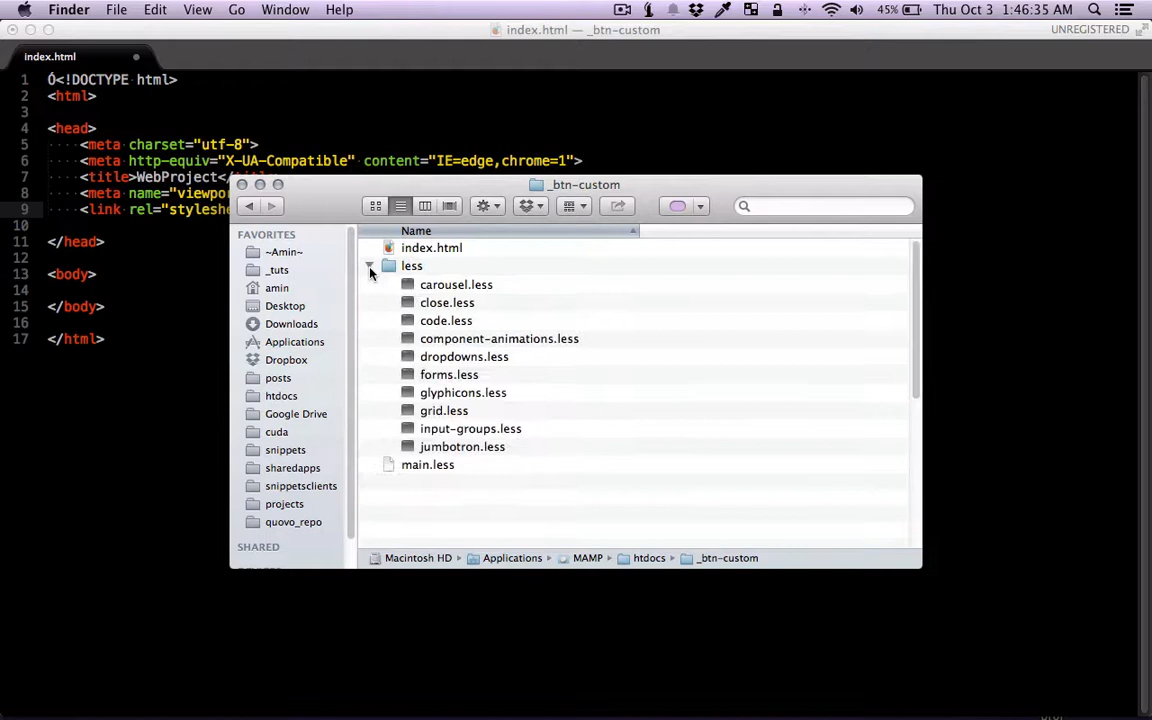 Finder File Edit View Go Window Help 45% Thu Oct 3 1:46:35 AM
index.html — _btn-custom UNREGISTERED
index.html
1 Ó<!DOCTYPE html>
2 <html>
3
4 <head>
5 <meta charset="utf-8">
6 <meta http-equiv="X-UA-Compatible" content="IE=edge,chrome=1">
7 <title>WebProject</
8 <meta name="viewpor
9 <link rel="styleshe
10
11 </head>
12
13 <body>
14
15 </body>
16
17 </html>
_btn-custom
FAVORITES
~Amin~
_tuts
amin
Desktop
Downloads
Applications
Dropbox
posts
htdocs
Google Drive
cuda
snippets
sharedapps
snippetsclients
projects
quovo_repo
SHARED
Name
index.html
less
carousel.less
close.less
code.less
component-animations.less
dropdowns.less
forms.less
glyphicons.less
grid.less
input-groups.less
jumbotron.less
main.less
Macintosh HD Applications MAMP htdocs _btn-custom